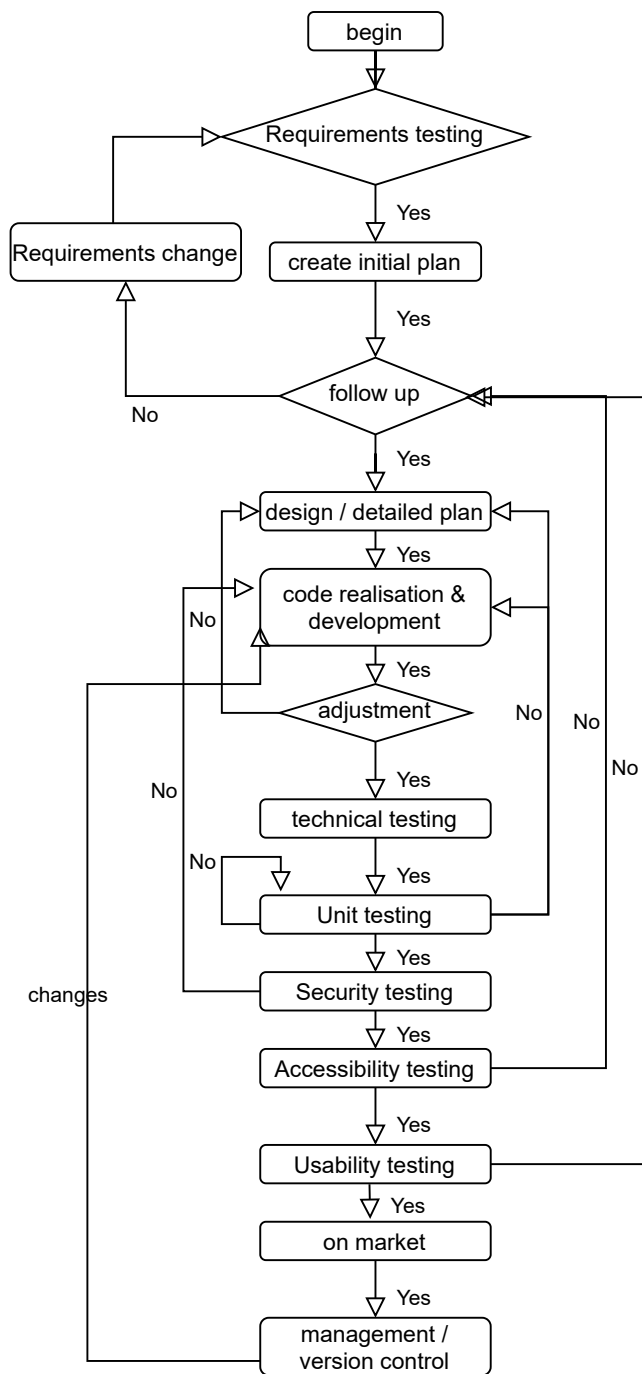 begin
Requirements testing
Yes
Requirements change
create initial plan
Yes
follow up
No
Yes
design / detailed plan
Yes
code realisation &
development
No
Yes
adjustment
No
No
No
Yes
No
technical testing
No
Yes
Unit testing
Yes
changes
Security testing
Yes
Accessibility testing
Yes
Usability testing
Yes
on market
Yes
management /
version control